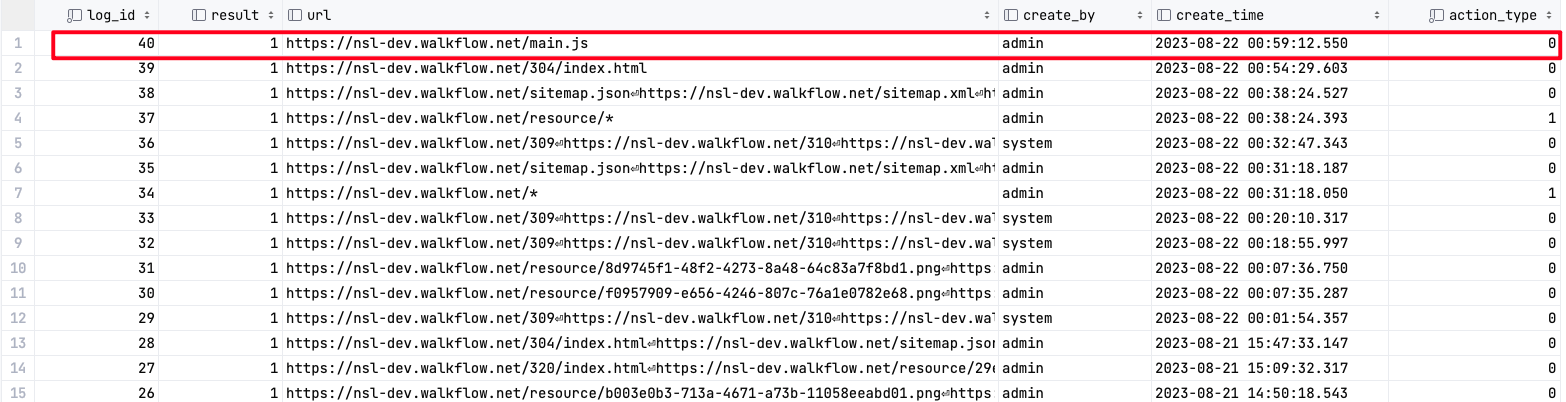 log_id result url create_by create_time action_type
1 40 1 https://nsl-dev.walkflow.net/main.js admin 2023-08-22 00:59:12.550 0
2 39 1 https://nsl-dev.walkflow.net/304/index.html admin 2023-08-22 00:54:29.603 0
3 38 1 https://nsl-dev.walkflow.net/sitemap.json⏎https://nsl-dev.walkflow.net/sitemap.xml⏎ht admin 2023-08-22 00:38:24.527 0
4 37 1 https://nsl-dev.walkflow.net/resource/* admin 2023-08-22 00:38:24.393 1
5 36 1 https://nsl-dev.walkflow.net/309⏎https://nsl-dev.walkflow.net/310⏎https://nsl-dev.wal system 2023-08-22 00:32:47.343 0
6 35 1 https://nsl-dev.walkflow.net/sitemap.json⏎https://nsl-dev.walkflow.net/sitemap.xml⏎ht admin 2023-08-22 00:31:18.187 0
7 34 1 https://nsl-dev.walkflow.net/* admin 2023-08-22 00:31:18.050 1
8 33 1 https://nsl-dev.walkflow.net/309⏎https://nsl-dev.walkflow.net/310⏎https://nsl-dev.wal system 2023-08-22 00:20:10.317 0
9 32 1 https://nsl-dev.walkflow.net/309⏎https://nsl-dev.walkflow.net/310⏎https://nsl-dev.wal system 2023-08-22 00:18:55.997 0
10 31 1 https://nsl-dev.walkflow.net/resource/8d9745f1-48f2-4273-8a48-64c83a7f8bd1.png⏎https admin 2023-08-22 00:07:36.750 0
11 30 1 https://nsl-dev.walkflow.net/resource/f0957909-e656-4246-807c-76a1e0782e68.png⏎https admin 2023-08-22 00:07:35.287 0
12 29 1 https://nsl-dev.walkflow.net/309⏎https://nsl-dev.walkflow.net/310⏎https://nsl-dev.wal system 2023-08-22 00:01:54.357 0
13 28 1 https://nsl-dev.walkflow.net/304/index.html⏎https://nsl-dev.walkflow.net/sitemap.json admin 2023-08-21 15:47:33.147 0
14 27 1 https://nsl-dev.walkflow.net/320/index.html⏎https://nsl-dev.walkflow.net/resource/29e admin 2023-08-21 15:09:32.317 0
15 26 1 https://nsl-dev.walkflow.net/resource/b003e0b3-713a-4671-a73b-11058eeabd01.png⏎https admin 2023-08-21 14:50:18.543 0